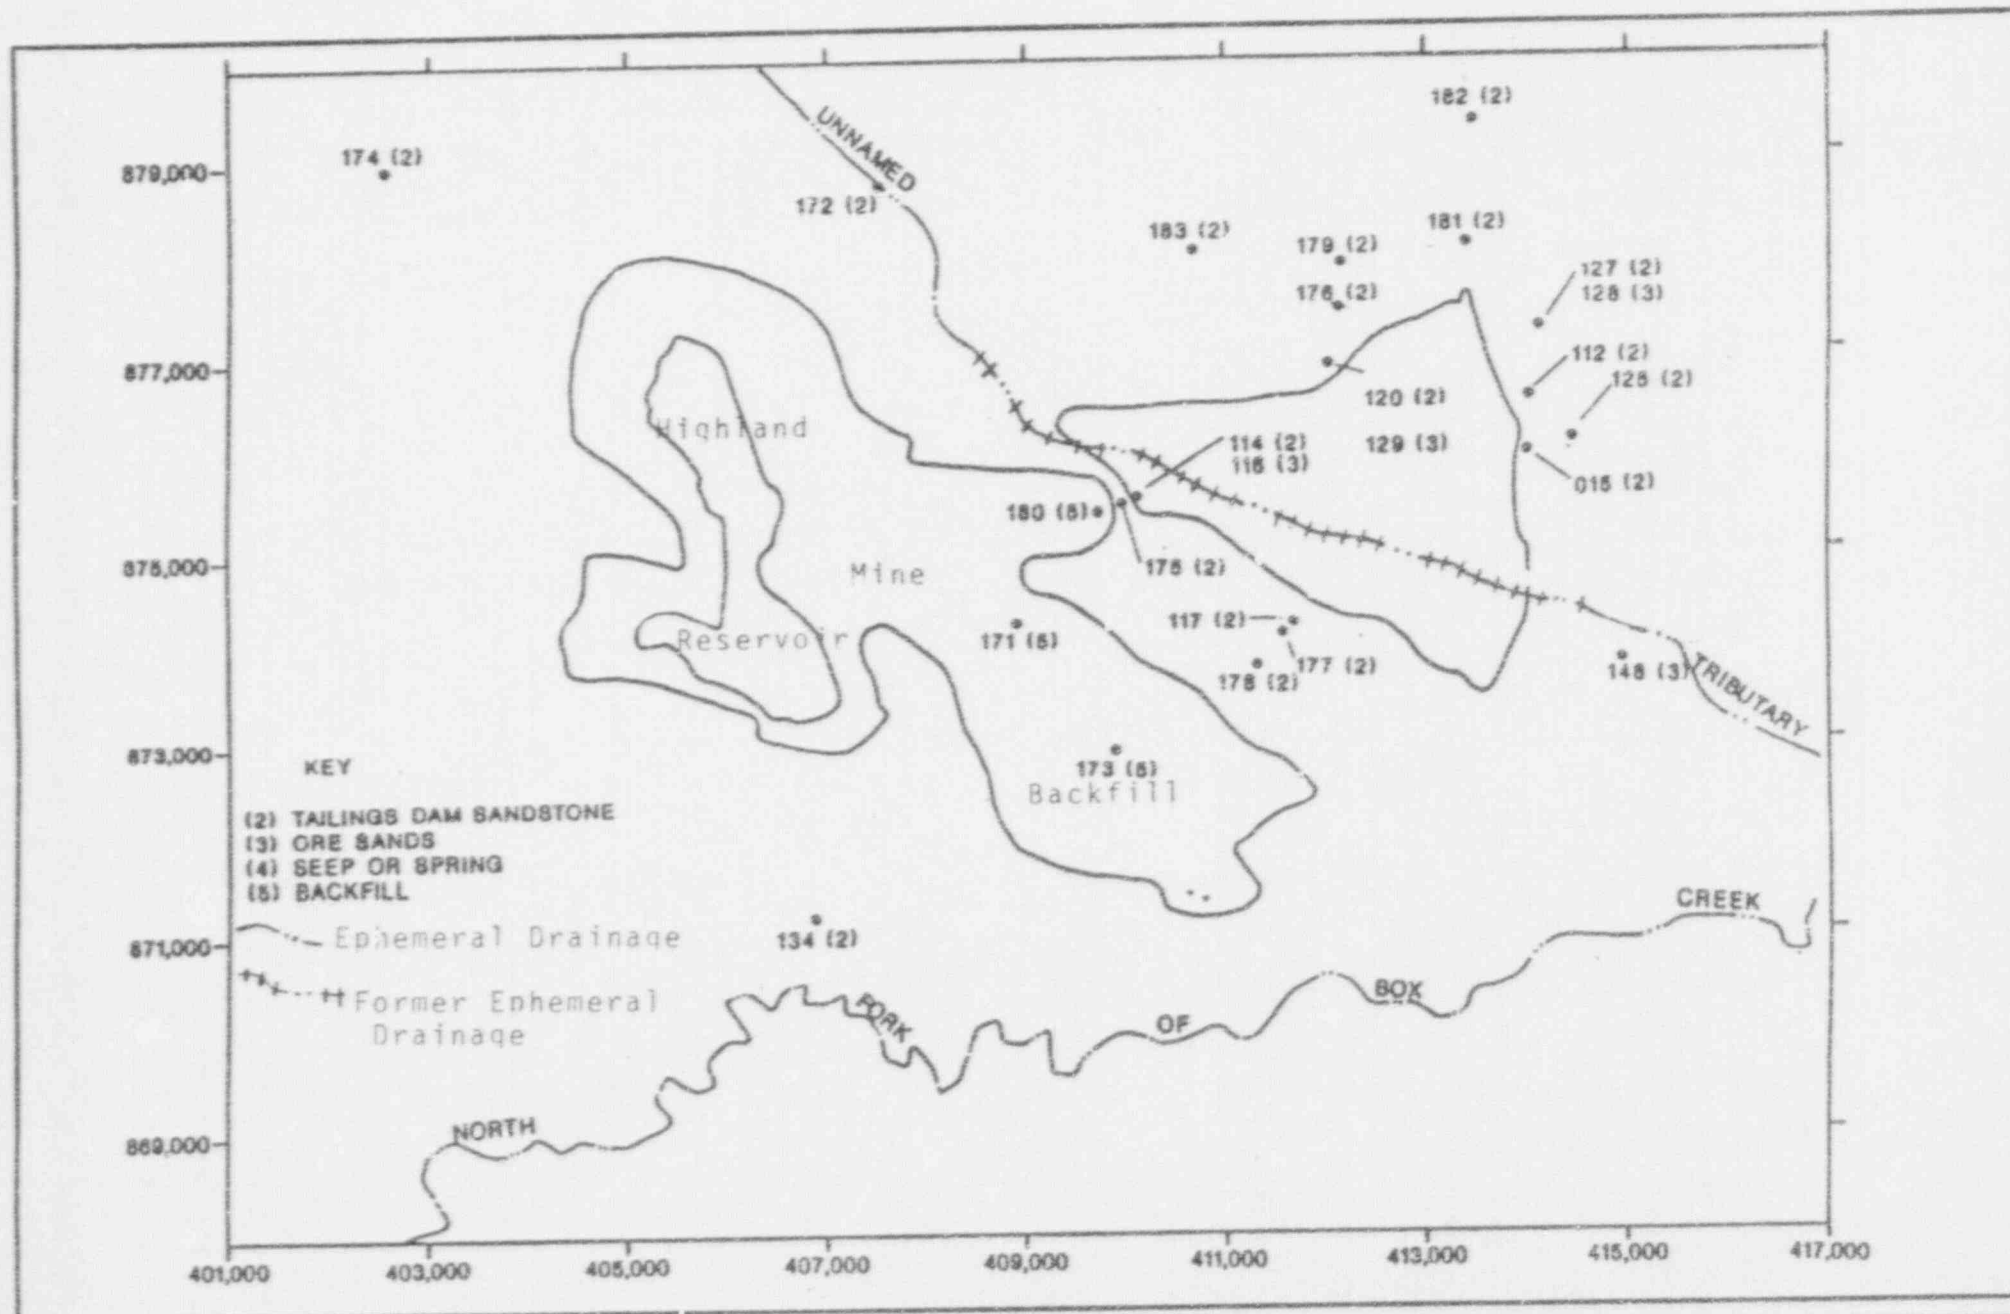 182 (2)
174 (2)
879,000
UNNAMED
172 (2)
183 (2)
179 (2)
181 (2)
127 (2)
128 (3)
176 (2)
877,000
112 (2)
125 (2)
120 (2)
129 (3)
Highland
114 (2)
116 (3)
015 (2)
180 (5)
175 (2)
875,000
Mine
117 (2)
171 (5)
Reservoir
177 (2)
178 (2)
148 (3)
TRIBUTARY
873,000
173 (5)
Backfill
KEY
(2) TAILINGS DAM SANDSTONE
(3) ORE SANDS
(4) SEEP OR SPRING
(5) BACKFILL
Ephemeral Drainage
Former Ephemeral
Drainage
871,000
134 (2)
869,000
NORTH
FORK
OF
BOX
CREEK
401,000
403,000
405,000
407,000
409,000
411,000
413,000
415,000
417,000